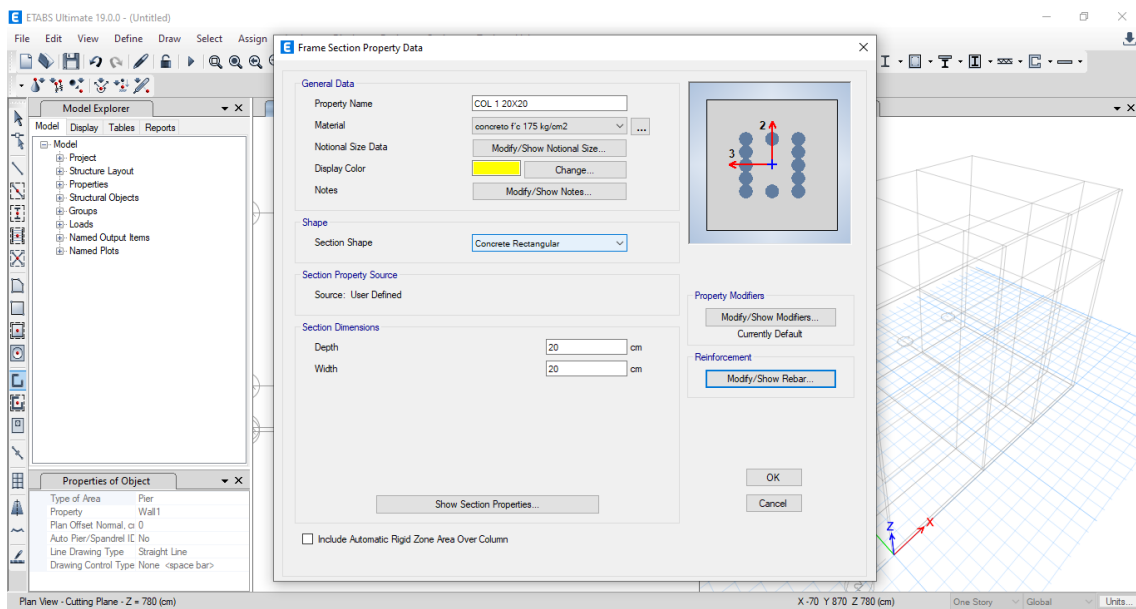 ETABS Ultimate 19.0.0 - (Untitled)
File Edit View Define Draw Select Assign
Frame Section Property Data
Model Explorer
Model Display Tables Reports
Model
Project
Structure Layout
Properties
Structural Objects
Groups
Loads
Named Output Items
Named Plots
Properties of Object
Type of Area Pier
Property Wall1
Plan Offset Normal, c 0
Auto Pier/Spandrel ID No
Line Drawing Type Straight Line
Drawing Control Type None <space bar>
General Data
Property Name COL 1 20X20
Material concreto f'c 175 kg/cm2 ...
Notional Size Data Modify/Show Notional Size...
Display Color Change...
Notes Modify/Show Notes...
Shape
Section Shape Concrete Rectangular
Section Property Source
Source: User Defined
Section Dimensions
Depth 20 cm
Width 20 cm
Show Section Properties...
Include Automatic Rigid Zone Area Over Column
2
3
Property Modifiers
Modify/Show Modifiers...
Currently Default
Reinforcement
Modify/Show Rebar...
OK
Cancel
Z
X
Plan View - Cutting Plane - Z = 780 (cm) X -70 Y 870 Z 780 (cm) One Story Global Units...